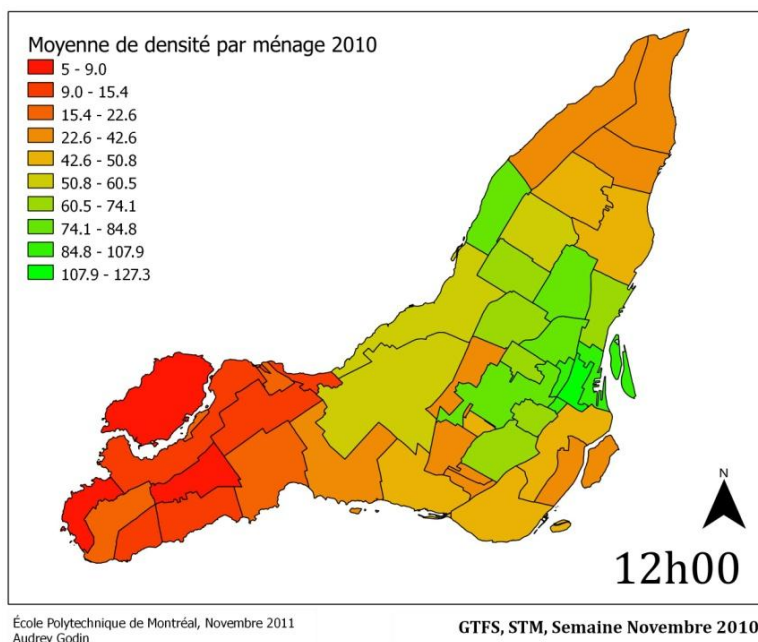 Moyenne de densité par ménage 2010
5 - 9.0
9.0 - 15.4
15.4 - 22.6
22.6 - 42.6
42.6 - 50.8
50.8 - 60.5
60.5 - 74.1
74.1 - 84.8
84.8 - 107.9
107.9 - 127.3
N
12h00
École Polytechnique de Montréal, Novembre 2011
Audrey Godin
GTFS, STM, Semaine Novembre 2010